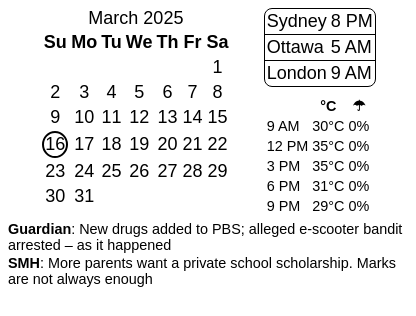 March 2025
Su Mo Tu We Th Fr Sa
1
2 3 4 5 6 7 8
9 10 11 12 13 14 15
16 17 18 19 20 21 22
23 24 25 26 27 28 29
30 31
Sydney 8 PM
Ottawa 5 AM
London 9 AM
°C ☂
9 AM 30°C 0%
12 PM 35°C 0%
3 PM 35°C 0%
6 PM 31°C 0%
9 PM 29°C 0%
Guardian: New drugs added to PBS; alleged e-scooter bandit
arrested – as it happened
SMH: More parents want a private school scholarship. Marks
are not always enough